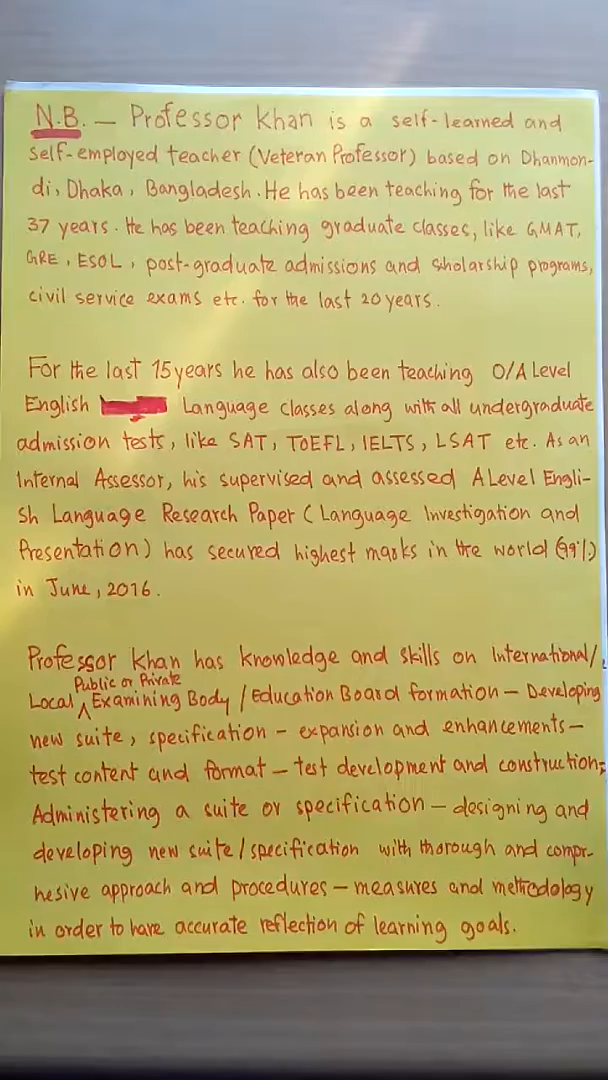 N.B. — Professor Khan is a self-learned and
self-employed teacher (Veteran Professor) based on Dhanmon-
di, Dhaka, Bangladesh. He has been teaching for the last
37 years. He has been teaching graduate classes, like GMAT,
GRE, ESOL, post-graduate admissions and scholarship programs,
civil service exams etc. for the last 20 years.
For the last 15 years he has also been teaching O/A Level
English Language classes along with all undergraduate
admission tests, like SAT, TOEFL, IELTS, LSAT etc. As an
Internal Assessor, his supervised and assessed A Level Engli-
sh Language Research Paper (Language Investigation and
Presentation) has secured highest marks in the world (99%)
in June, 2016.
Professor Khan has knowledge and skills on International/
Public or Private
Local ^ Examining Body / Education Board formation — Developing
new suite, specification - expansion and enhancements —
test content and format — test development and construction,
Administering a suite or specification — designing and
developing new suite/specification with thorough and compr-
hesive approach and procedures — measures and methodology
in order to have accurate reflection of learning goals.